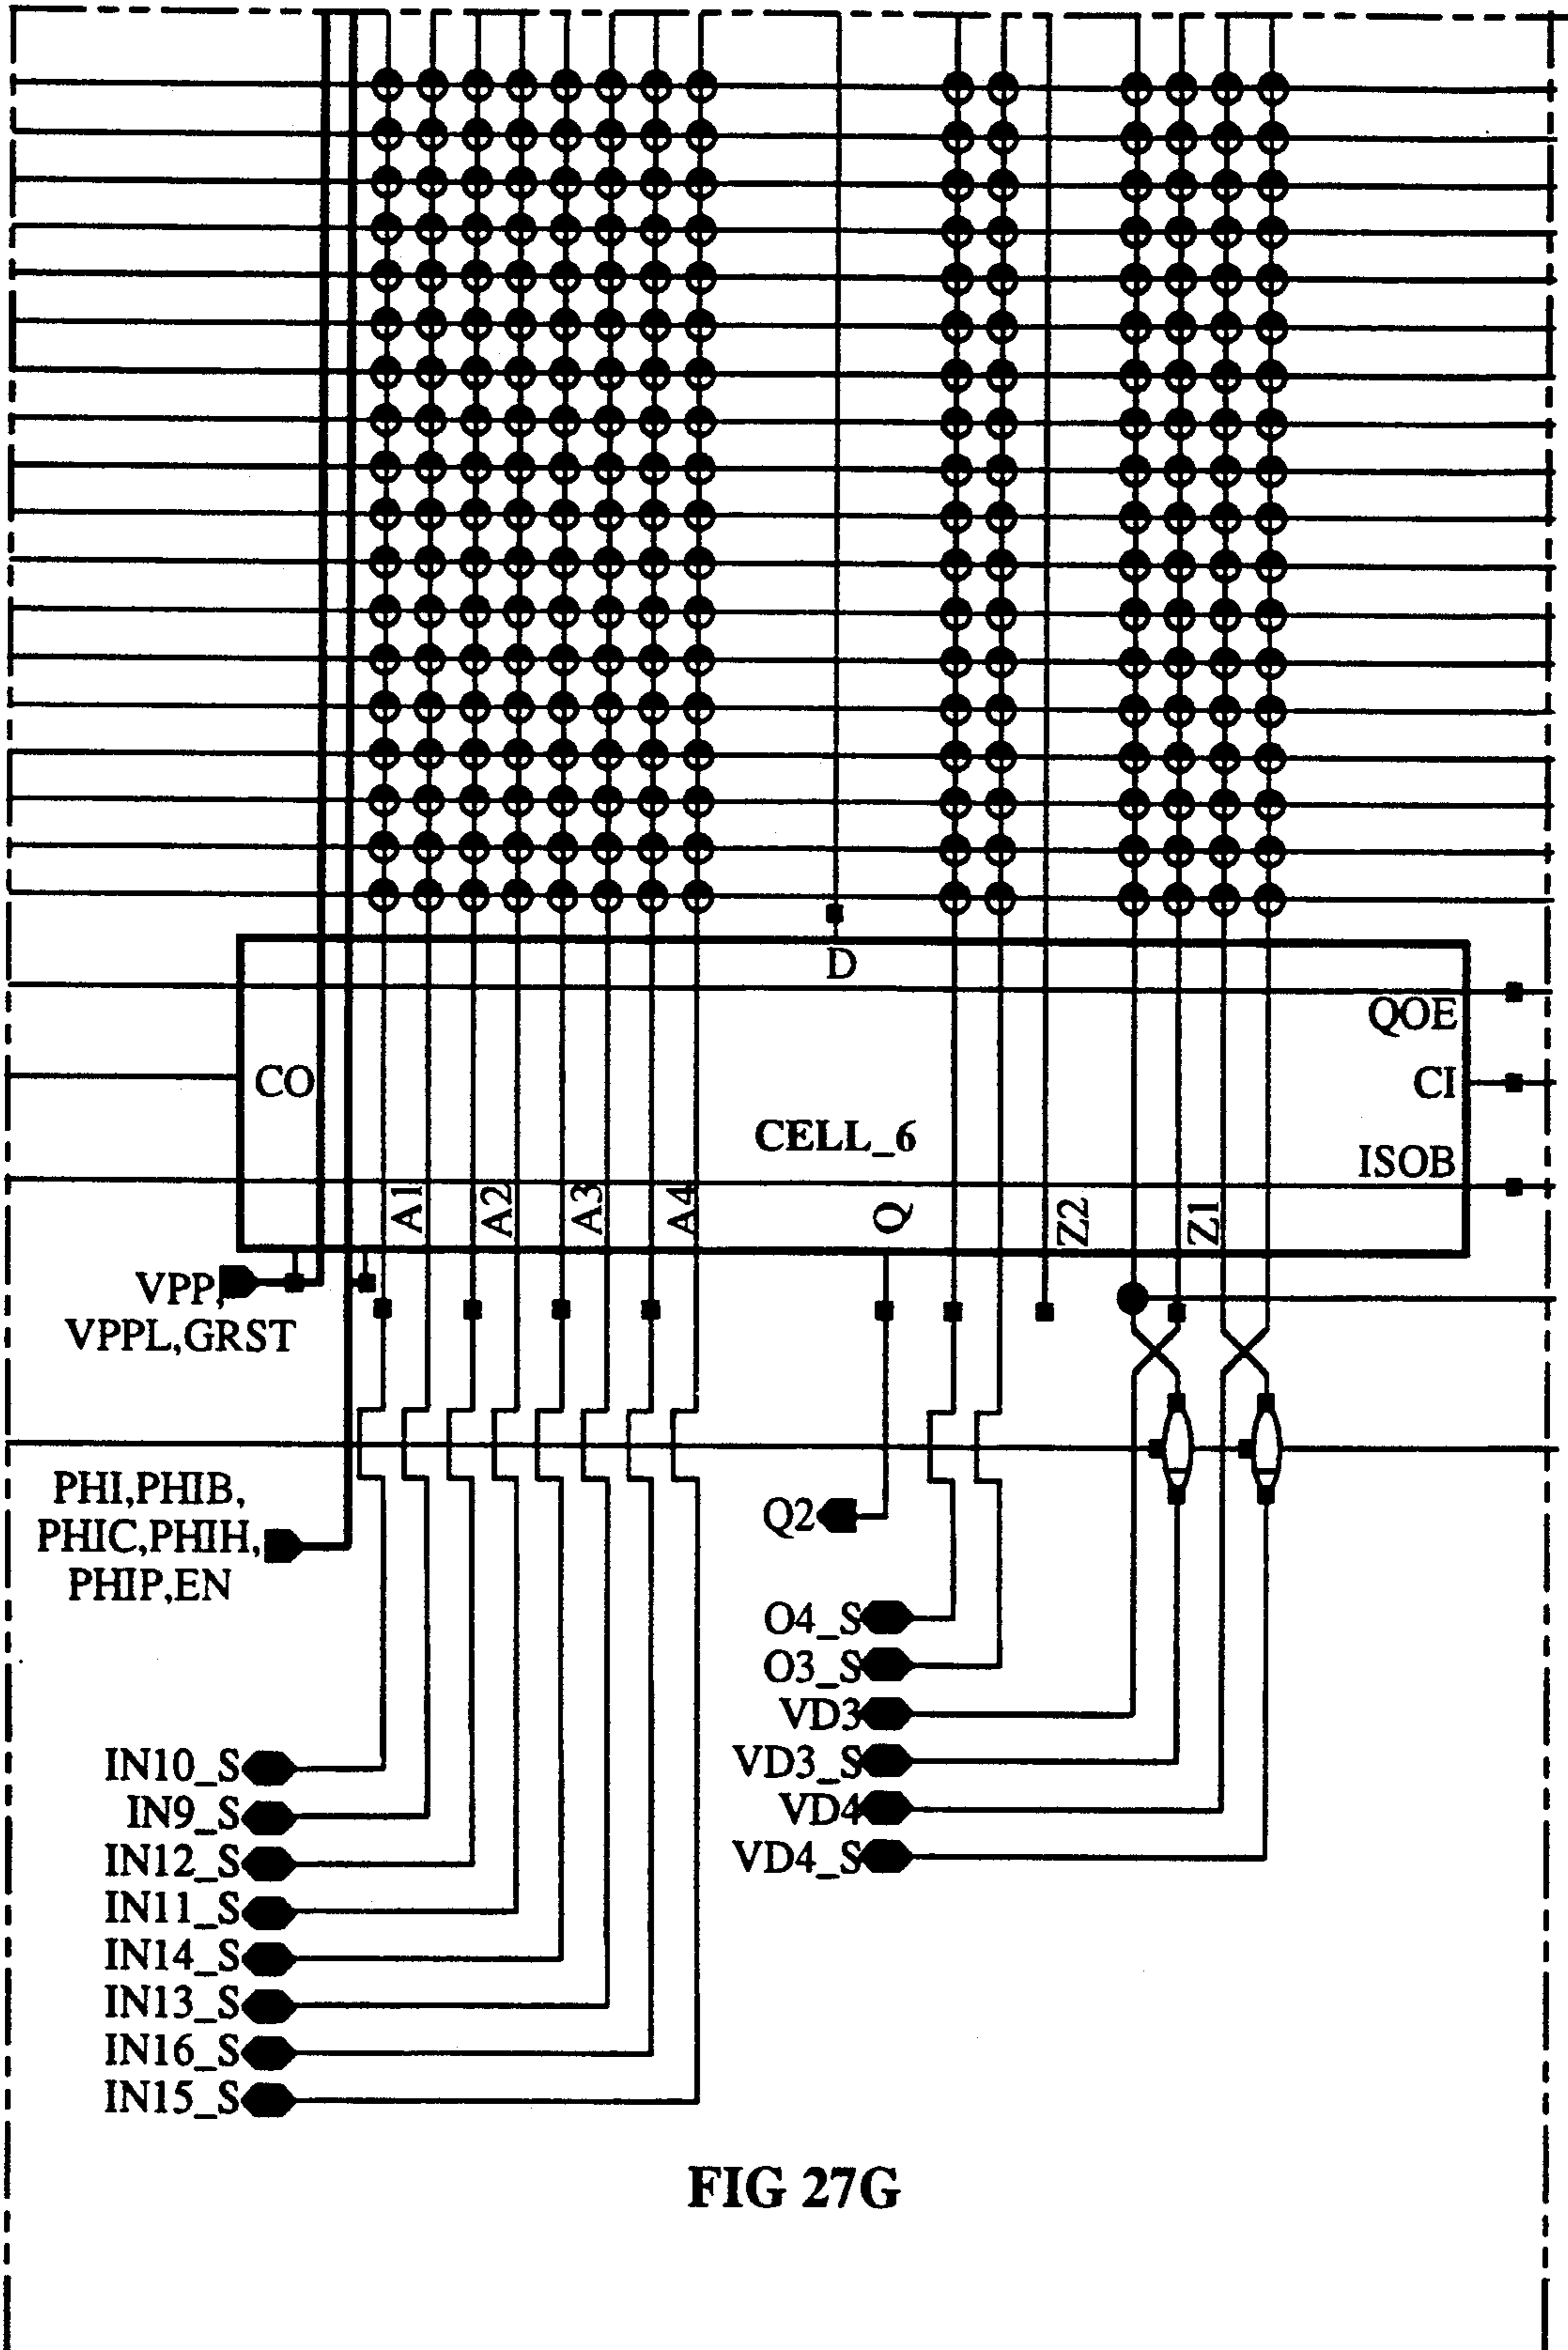 D
QOE
CO
CI
CELL_6
ISOB
A1
A2
A3
A4
Q
Z2
Z1
VPP,
VPPL,GRST
PHI,PHIB,
PHIC,PHIH,
PHIP,EN
Q2
O4_S
O3_S
VD3
VD3_S
VD4
VD4_S
IN10_S
IN9_S
IN12_S
IN11_S
IN14_S
IN13_S
IN16_S
IN15_S
FIG 27G